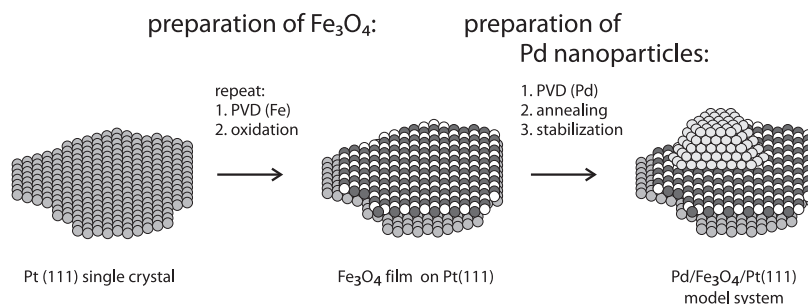 preparation of Fe₃O₄:
preparation of
Pd nanoparticles:
repeat:
1. PVD (Fe)
2. oxidation
1. PVD (Pd)
2. annealing
3. stabilization
Pt (111) single crystal
Fe₃O₄ film on Pt(111)
Pd/Fe₃O₄/Pt(111)
model system